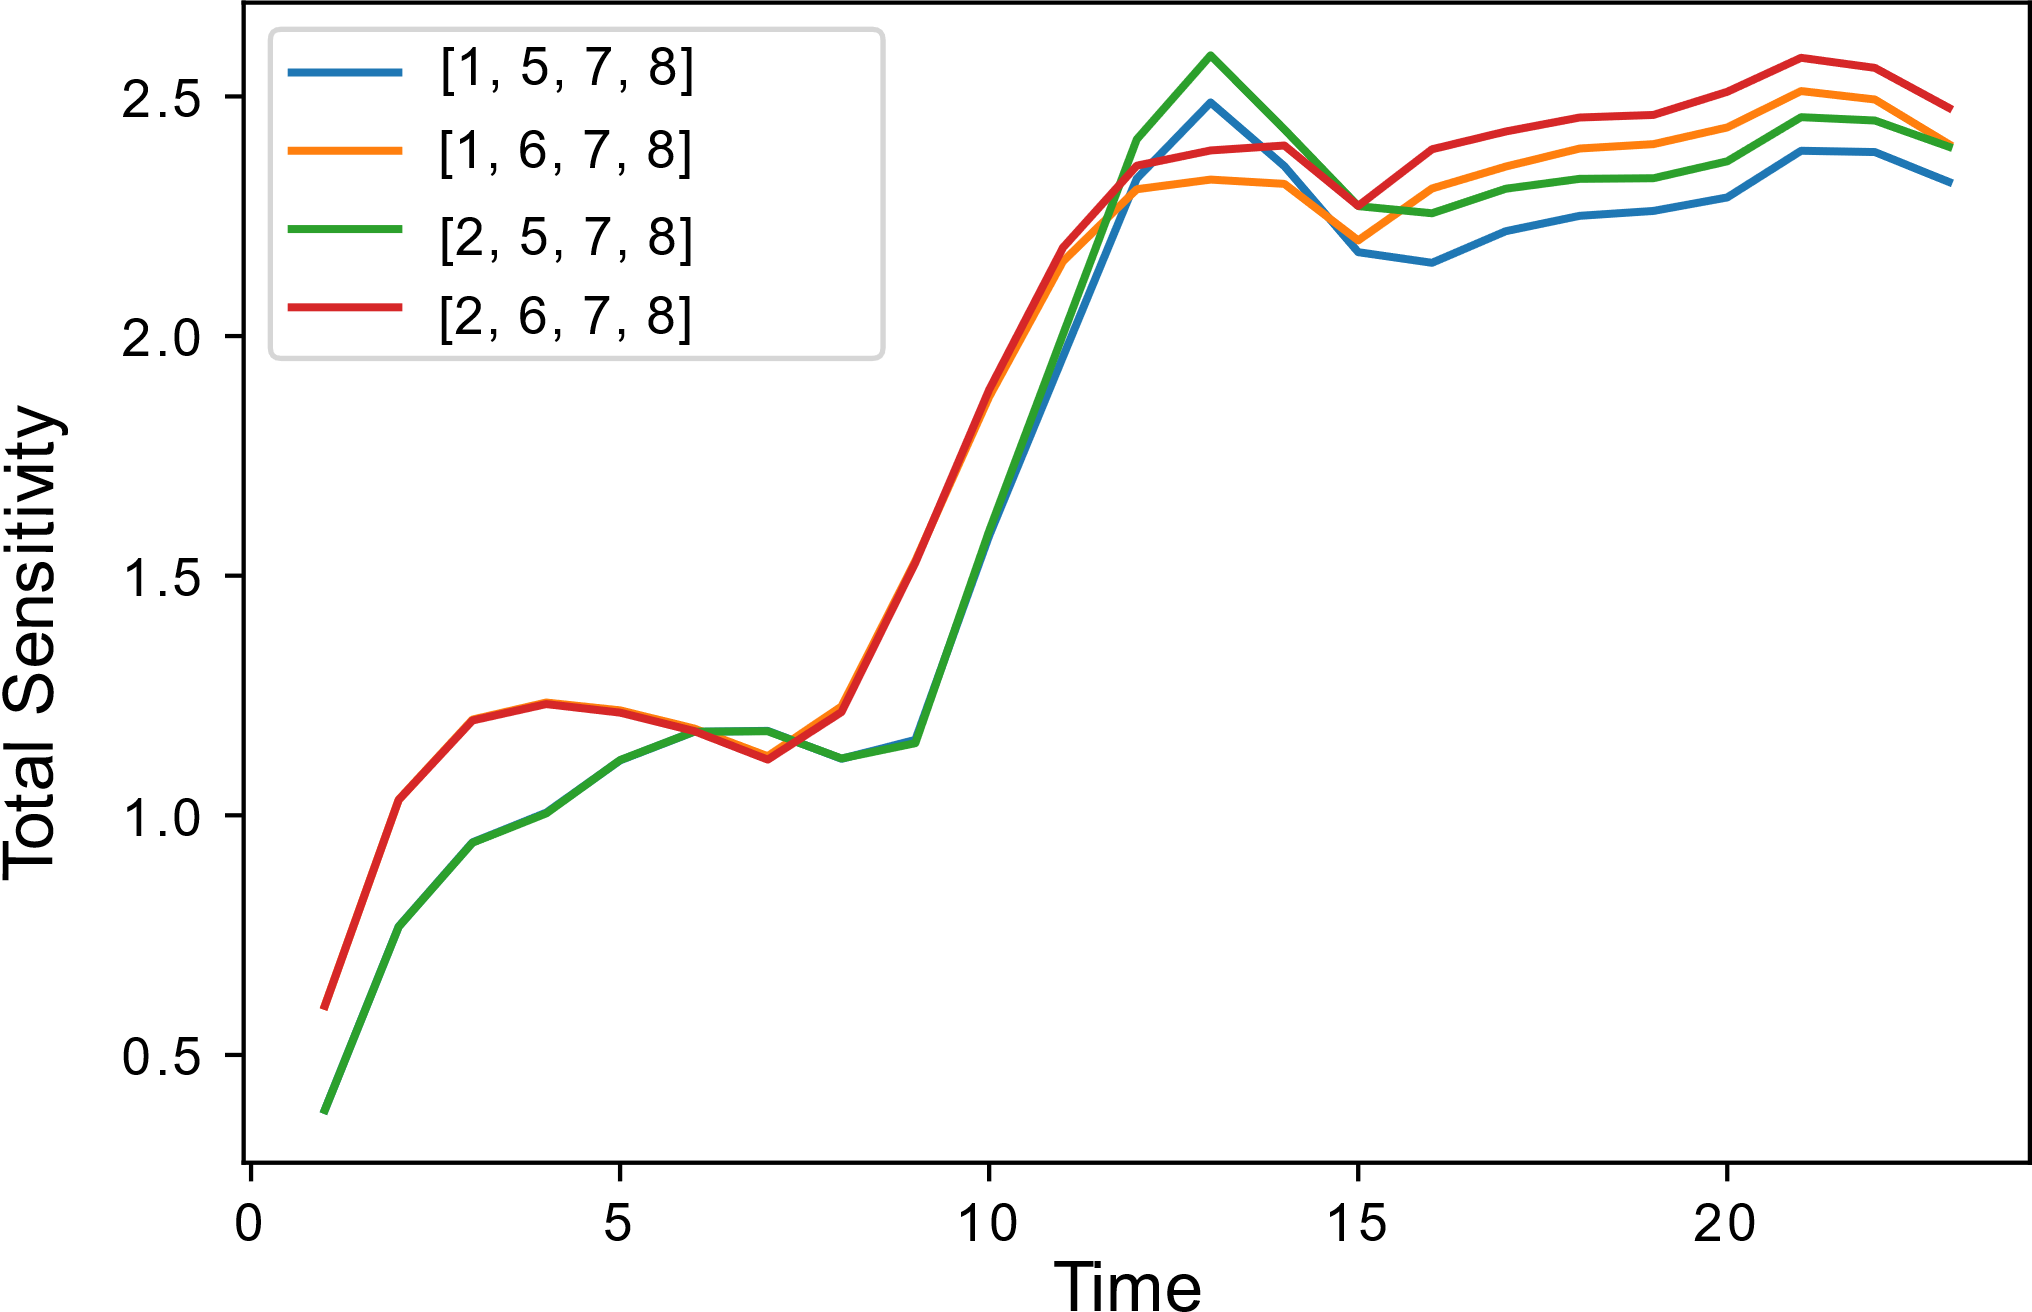 [1, 5, 7, 8]
[1, 6, 7, 8]
[2, 5, 7, 8]
[2, 6, 7, 8]
Total Sensitivity
2.5
2.0
1.5
1.0
0.5
0 5 10 15 20
Time